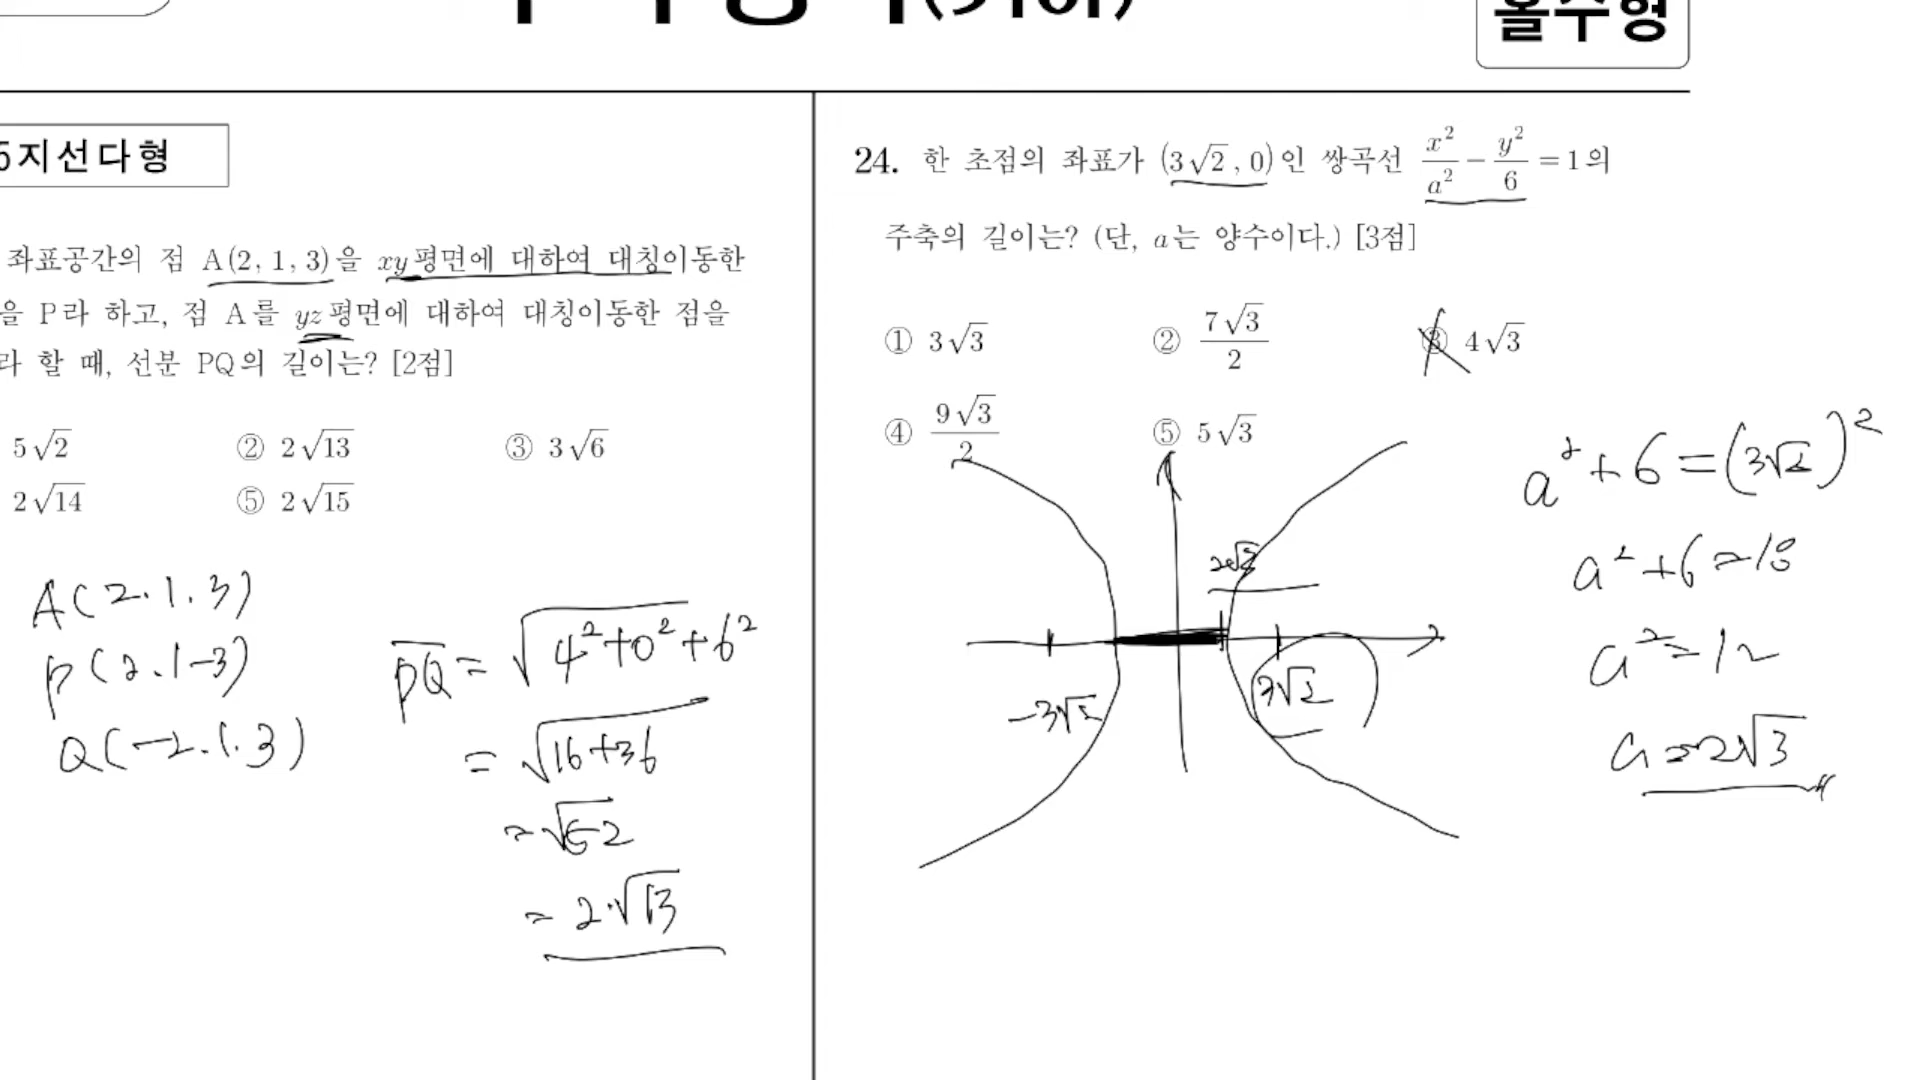 홀수형
5지선다형
좌표공간의 점 A(2, 1, 3)을 xy평면에 대하여 대칭이동한
을 P라 하고, 점 A를 yz평면에 대하여 대칭이동한 점을
라 할 때, 선분 PQ의 길이는? [2점]
5√2 ② 2√13 ③ 3√6
2√14 ⑤ 2√15
A(2.1.3)
P(2.1-3)
Q(-2.1.3)
PQ = √4²+0²+6²
= √16+36
= √52
= 2·√13
24. 한 초점의 좌표가 (3√2, 0)인 쌍곡선 x²/a² - y²/6 = 1의
주축의 길이는? (단, a는 양수이다.) [3점]
① 3√3 ② 7√3/2 ③ 4√3
④ 9√3/2 ⑤ 5√3
2√3
-3√2
3√2
a²+6=(3√2)²
a²+6=18
a²=12
a=2√3